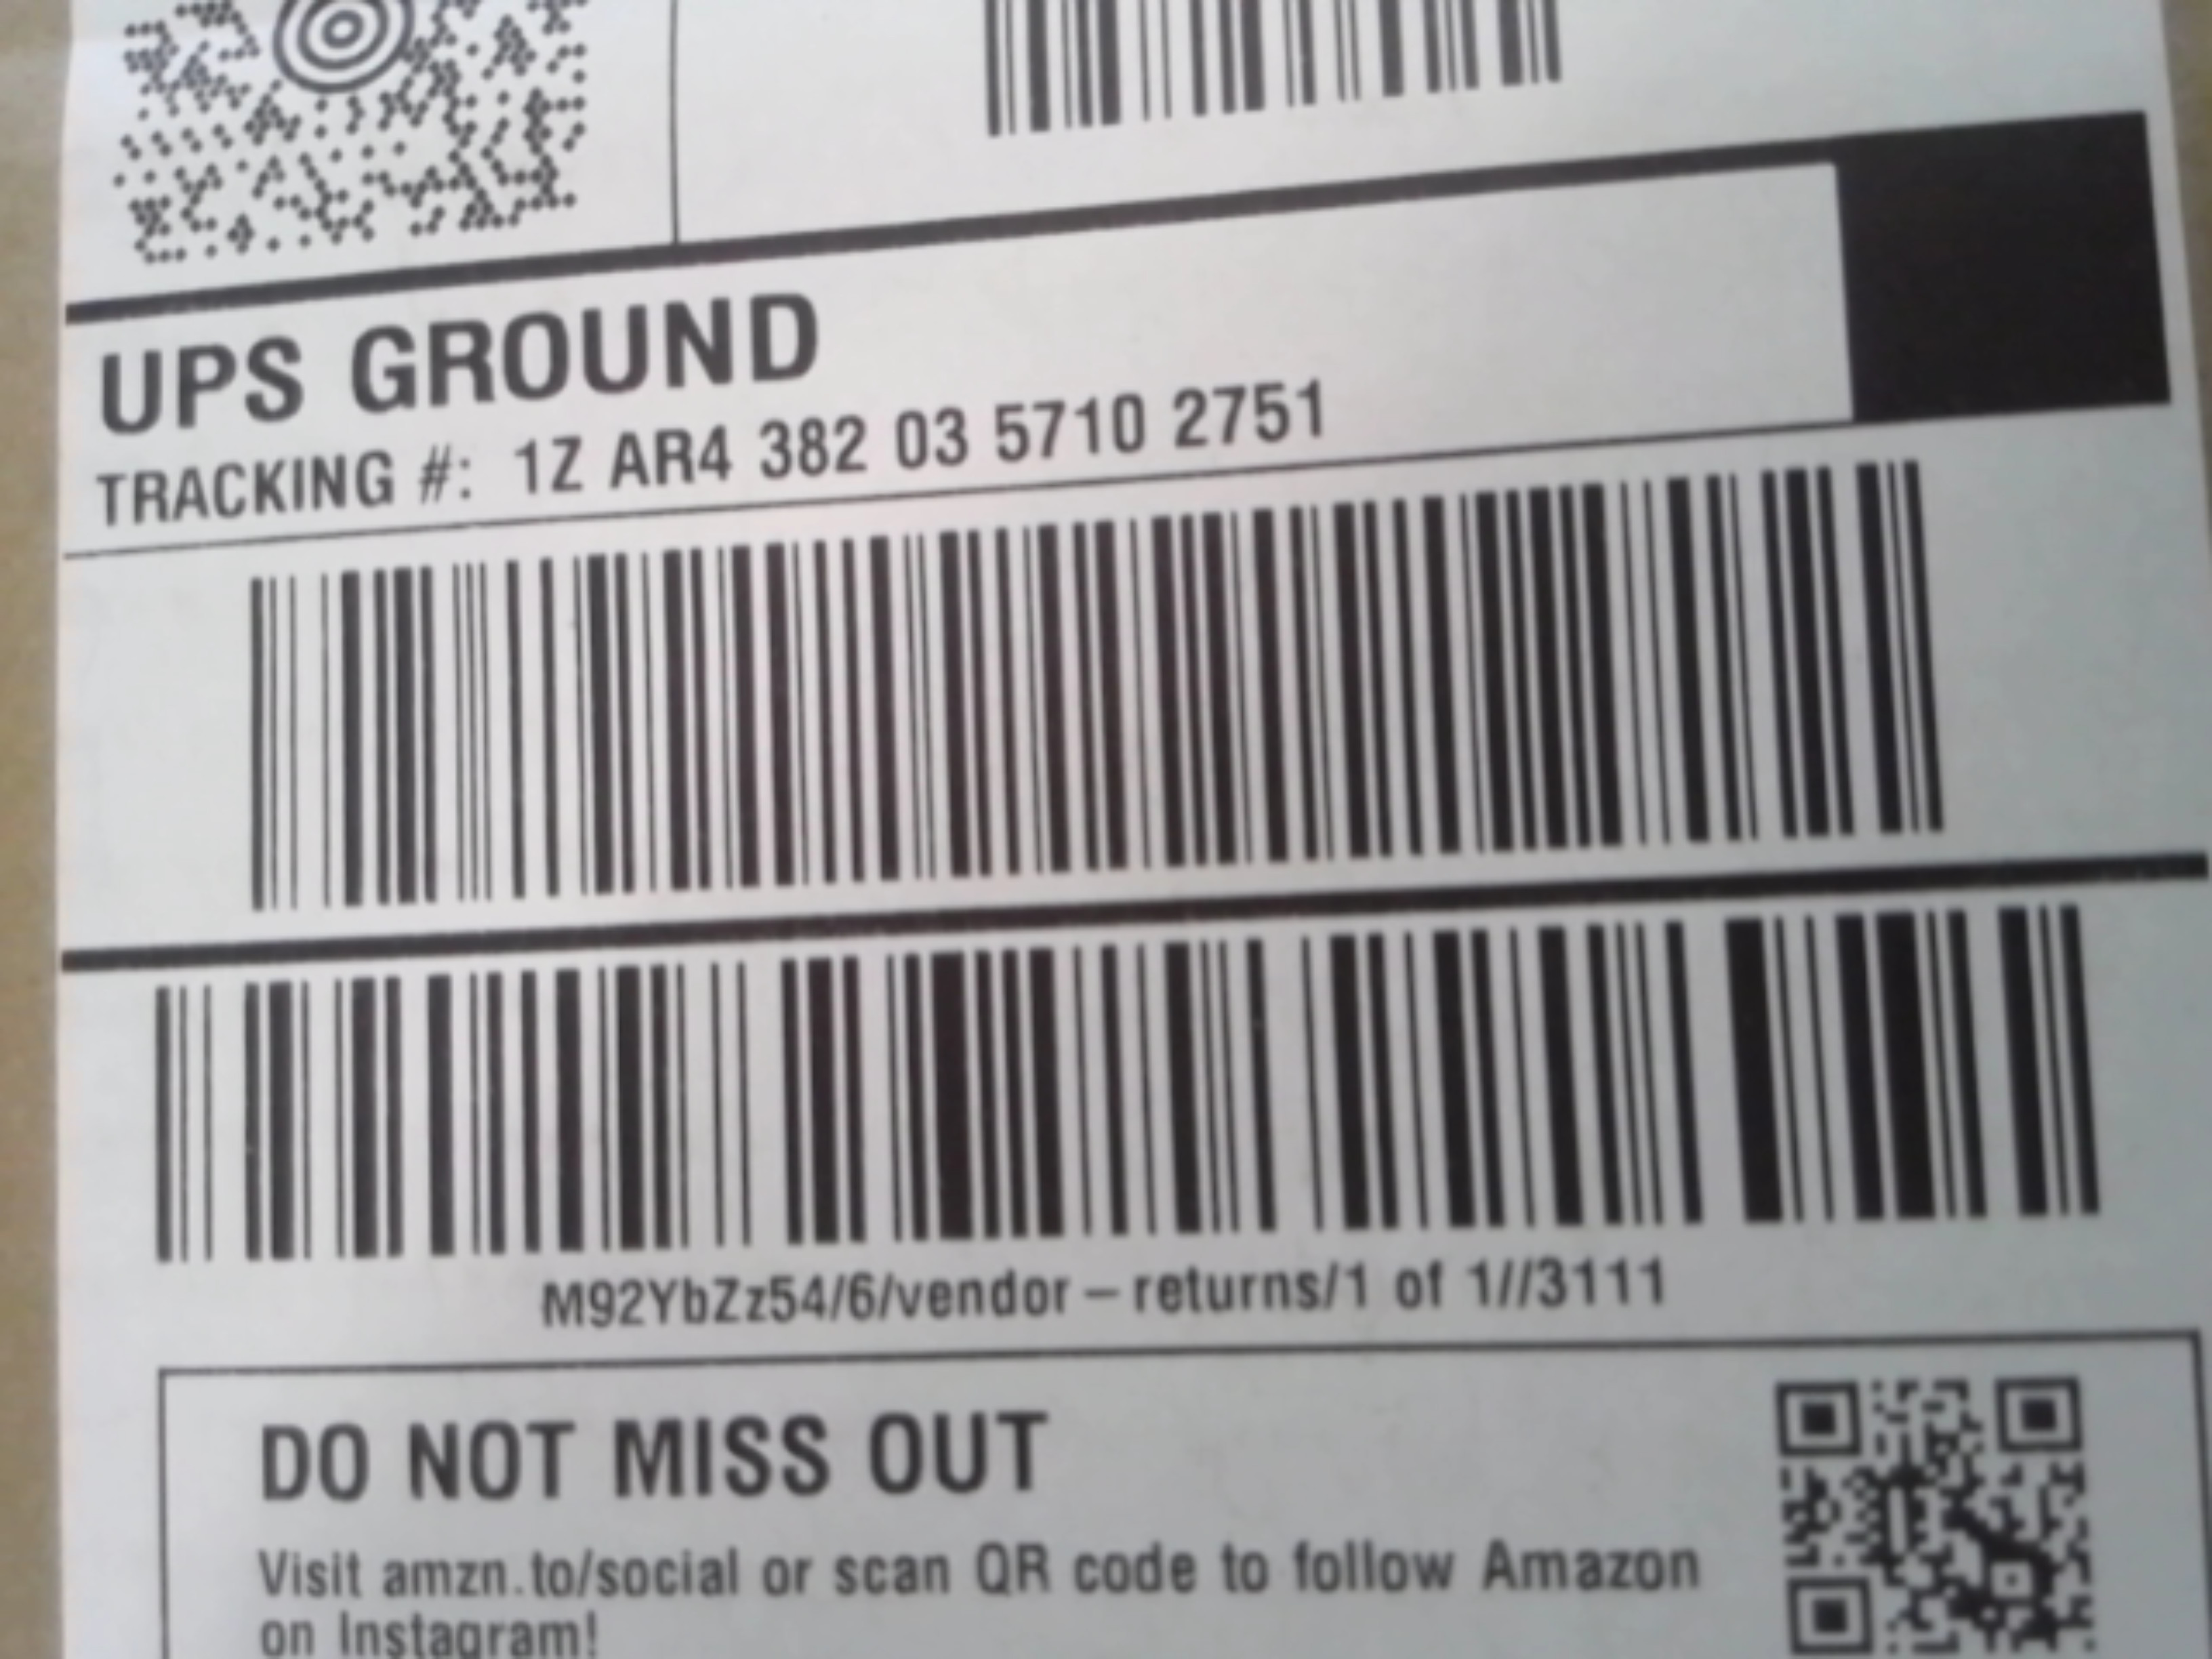 UPS GROUND
TRACKING #: 1Z AR4 382 03 5710 2751
M92YbZz54/6/vendor – returns/1 of 1//3111
DO NOT MISS OUT
Visit amzn.to/social or scan QR code to follow Amazon
on Instagram!